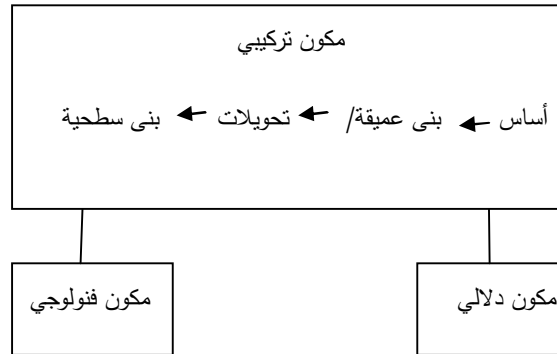 مكون تركيبي
أساس بنى عميقة/ تحويلات بنى سطحية
مكون دلالي
مكون فنولوجي